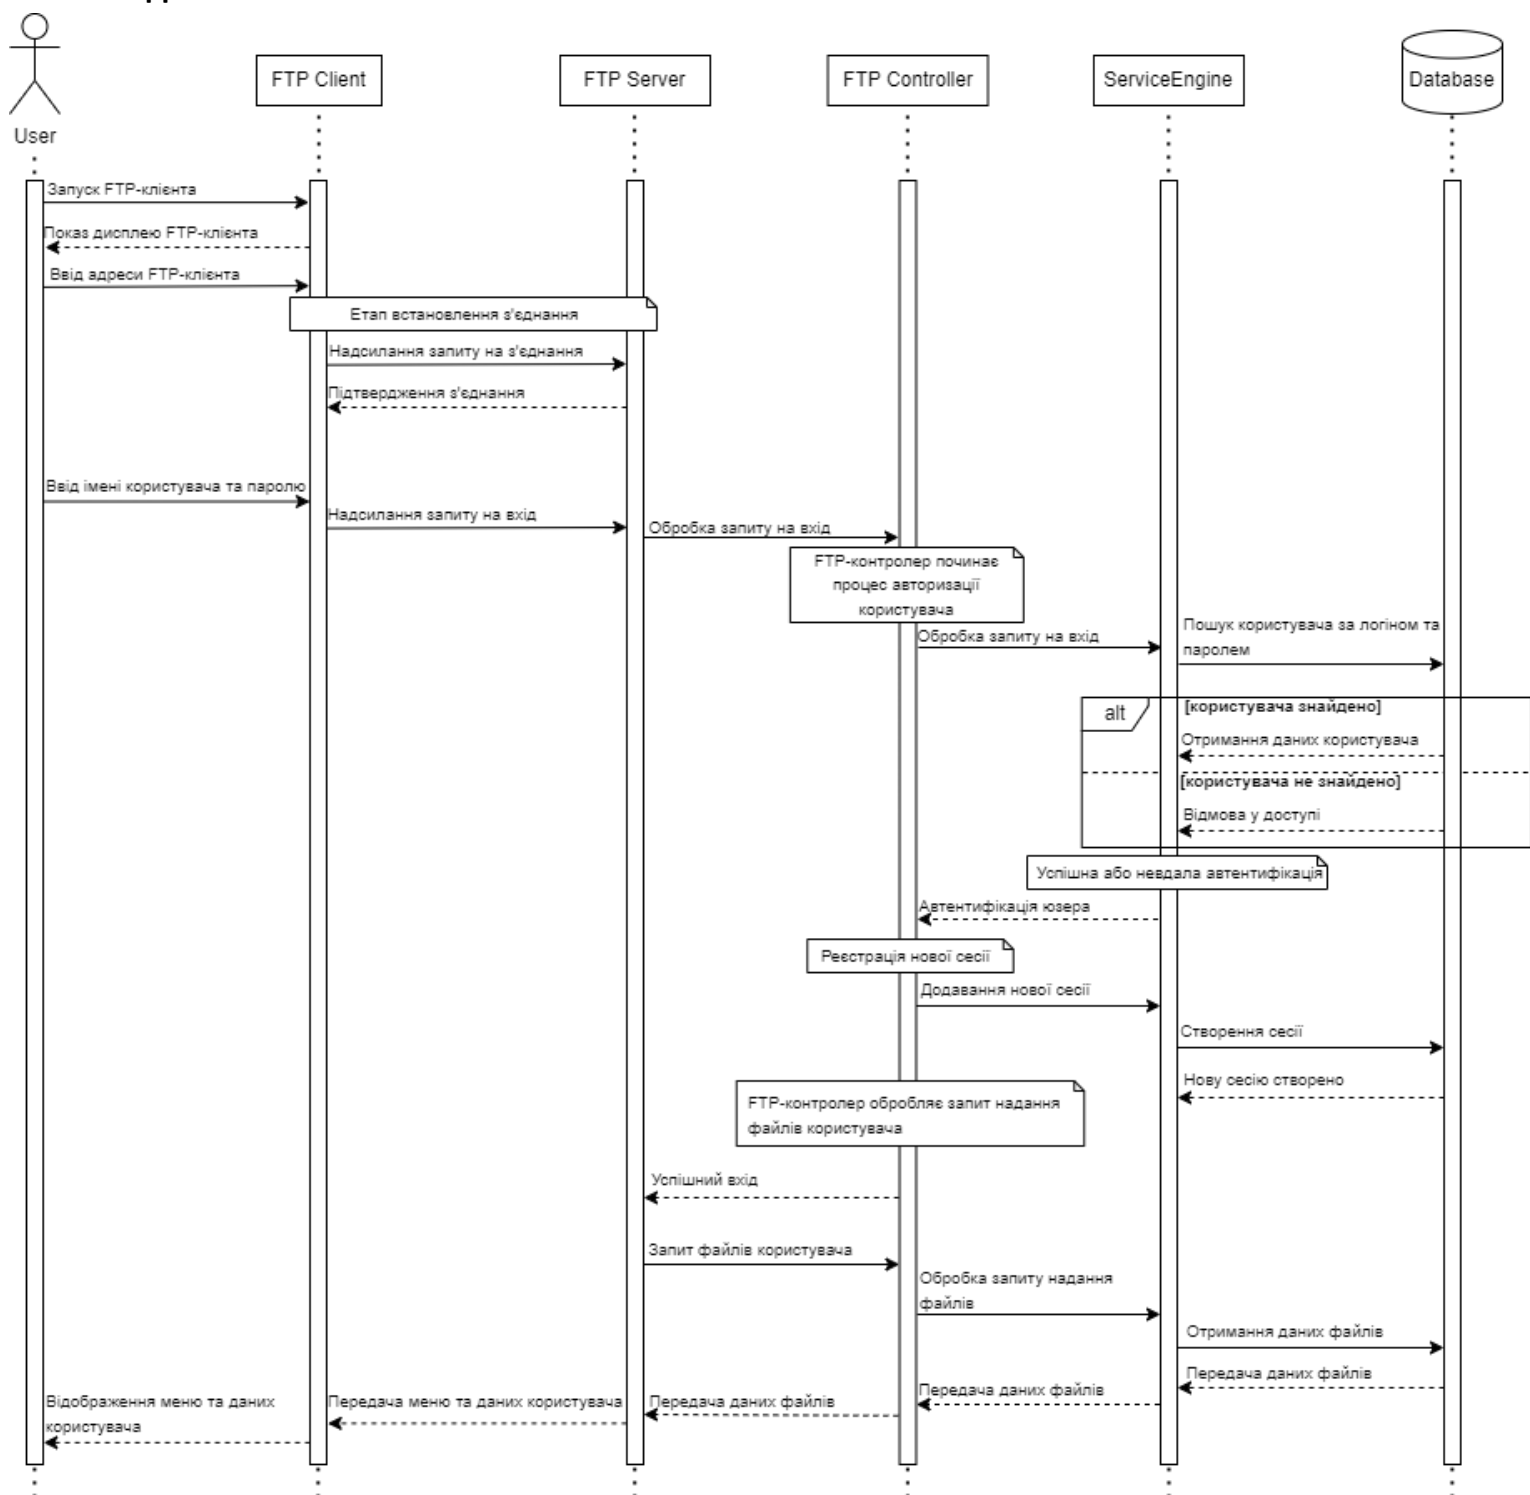 FTP Client
FTP Server
FTP Controller
ServiceEngine
Database
User
Запуск FTP-клієнта
Показ дисплею FTP-клієнта
Ввід адреси FTP-клієнта
Етап встановлення з'єднання
Надсилання запиту на з'єднання
Підтвердження з'єднання
Ввід імені користувача та паролю
Надсилання запиту на вхід
Обробка запиту на вхід
FTP-контролер починає
процес авторизації
користувача
Обробка запиту на вхід
Пошук користувача за логіном та
паролем
alt
[користувача знайдено]
Отримання даних користувача
[користувача не знайдено]
Відмова у доступі
Успішна або невдала автентифікація
Автентифікація юзера
Реєстрація нової сесії
Додавання нової сесії
Створення сесії
Нову сесію створено
FTP-контролер обробляє запит надання
файлів користувача
Успішний вхід
Запит файлів користувача
Обробка запиту надання
файлів
Отримання даних файлів
Передача даних файлів
Передача даних файлів
Передача даних файлів
Передача меню та даних користувача
Відображення меню та даних
користувача